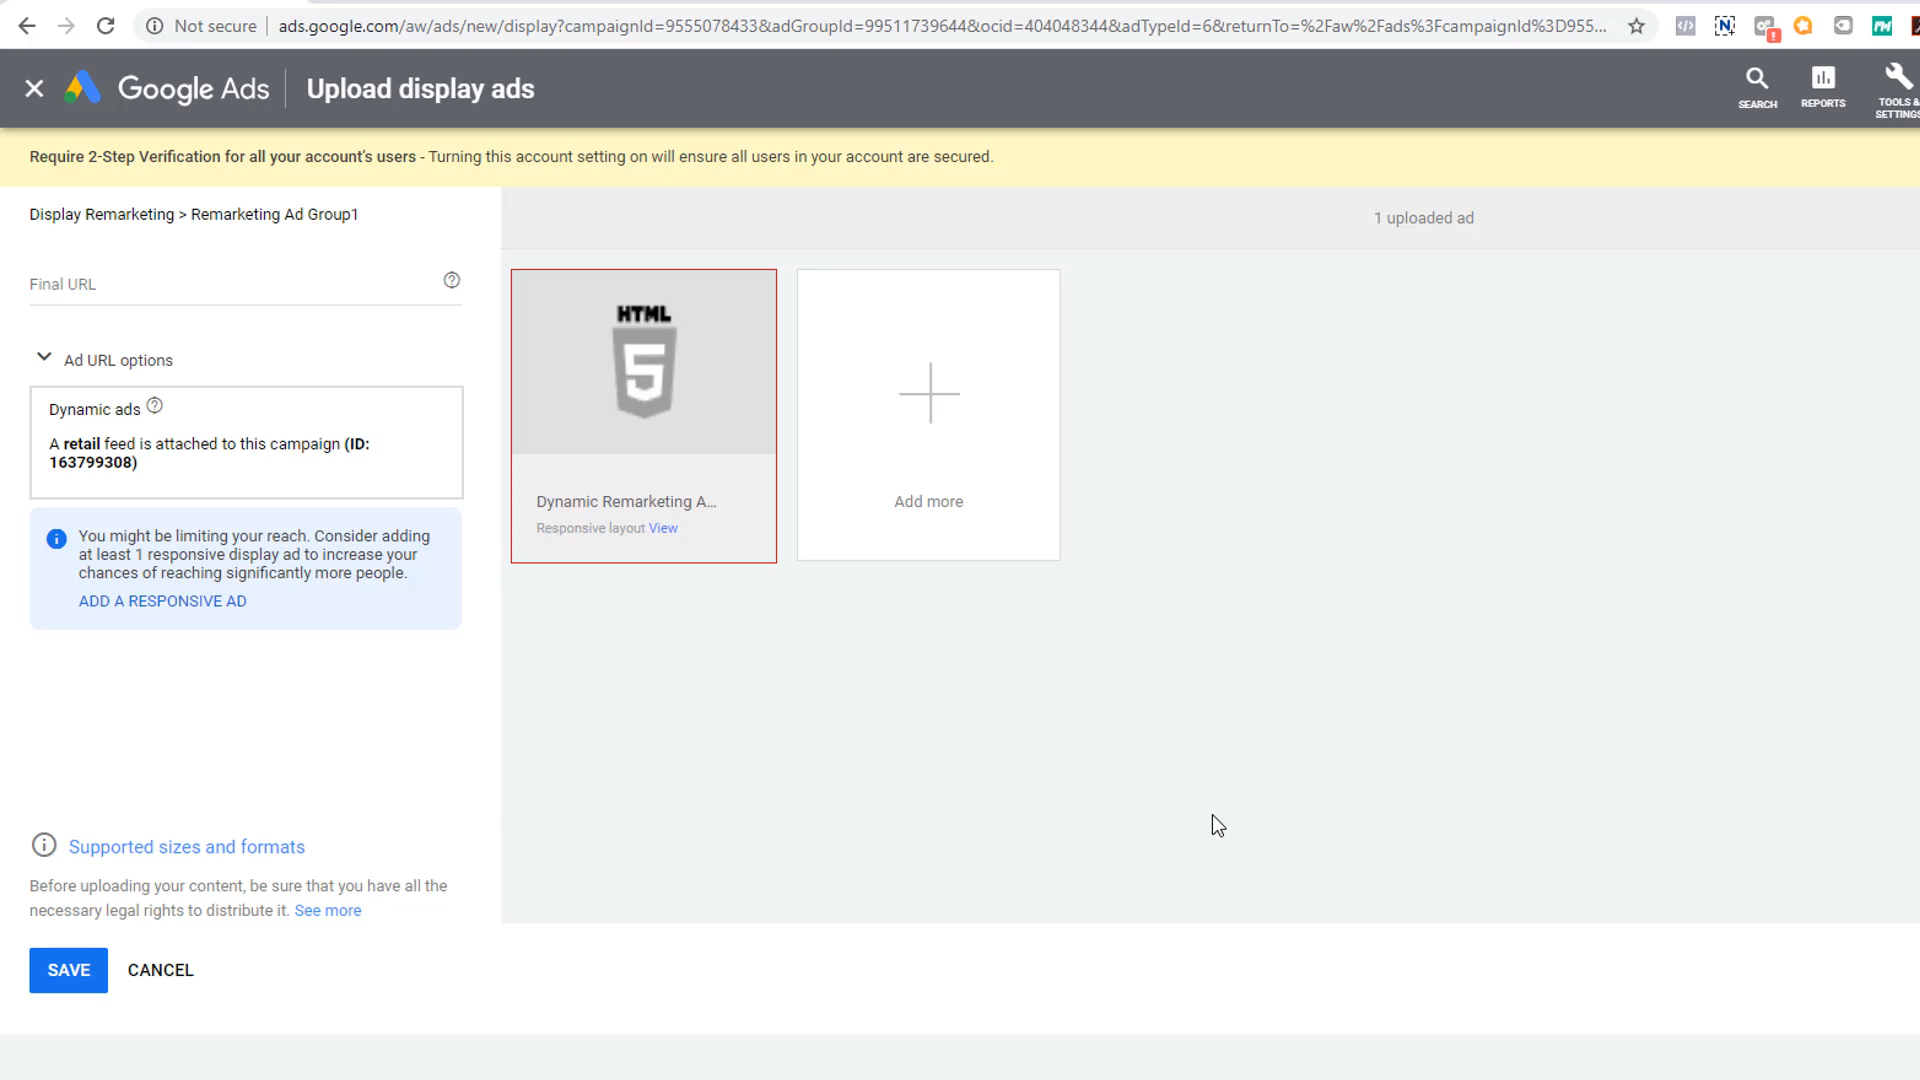 Not secure
ads.google.com/aw/ads/new/display?campaignId=9555078433&adGroupId=99511739644&ocid=404048344&adTypeId=6&returnTo=%2Faw%2Fads%3FcampaignId%3D955...
Google Ads
Upload display ads
SEARCH
REPORTS
TOOLS &
SETTINGS
Require 2-Step Verification for all your account's users - Turning this account setting on will ensure all users in your account are secured.
Display Remarketing > Remarketing Ad Group1
1 uploaded ad
Final URL
Ad URL options
Dynamic ads
A retail feed is attached to this campaign (ID:
163799308)
You might be limiting your reach. Consider adding
at least 1 responsive display ad to increase your
chances of reaching significantly more people.
ADD A RESPONSIVE AD
HTML
5
Dynamic Remarketing A...
Responsive layout View
Add more
Supported sizes and formats
Before uploading your content, be sure that you have all the
necessary legal rights to distribute it. See more
SAVE
CANCEL